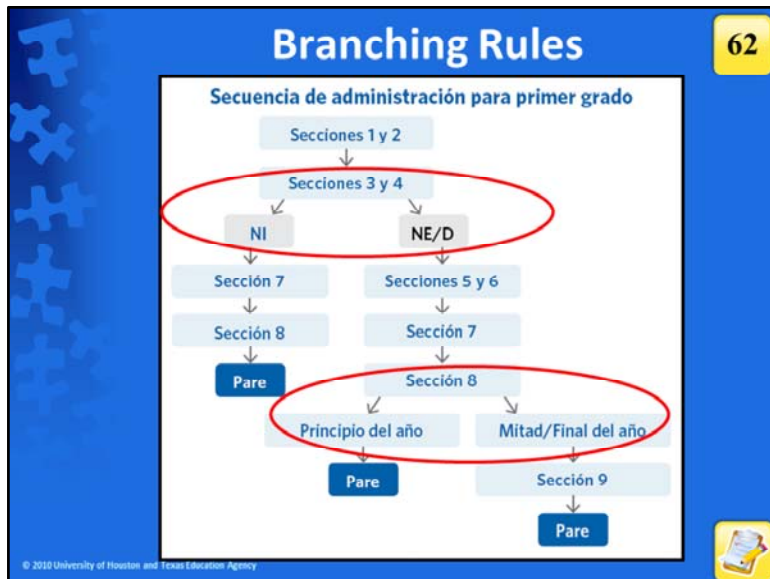 Branching Rules
62
Secuencia de administración para primer grado
Secciones 1 y 2
Secciones 3 y 4
NI
NE/D
Sección 7
Secciones 5 y 6
Sección 8
Sección 7
Pare
Sección 8
Principio del año
Mitad/Final del año
Pare
Sección 9
Pare
© 2010 University of Houston and Texas Education Agency